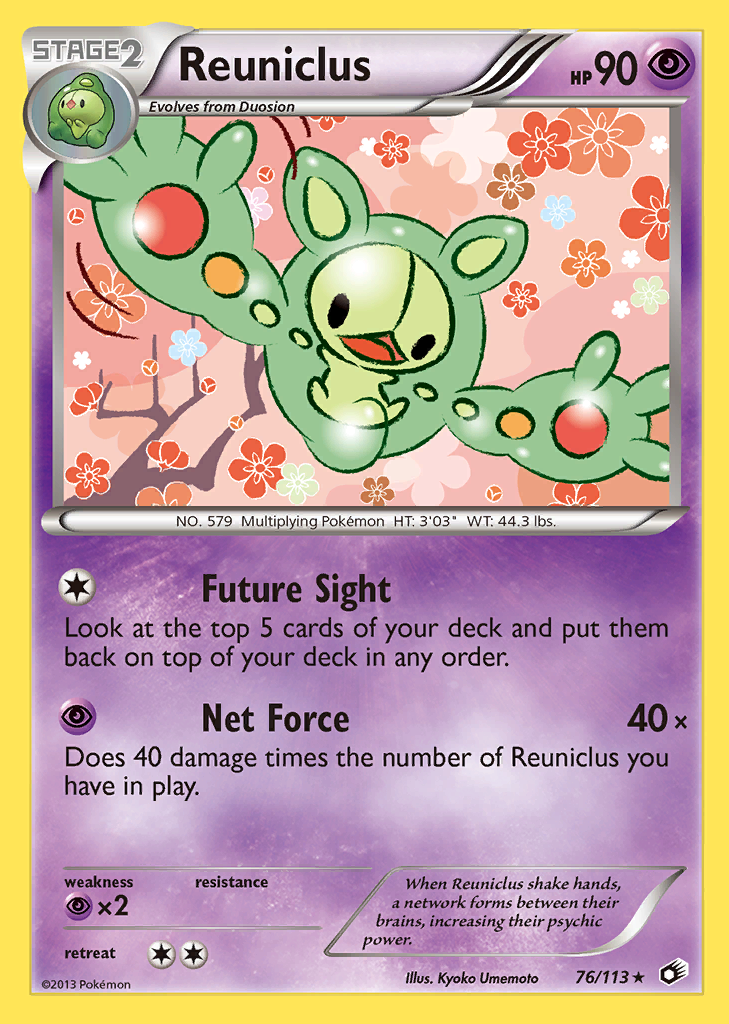 STAGE2
Reuniclus
HP 90
Evolves from Duosion
NO. 579 Multiplying Pokémon HT: 3'03" WT: 44.3 lbs.
Future Sight
Look at the top 5 cards of your deck and put them
back on top of your deck in any order.
Net Force 40×
Does 40 damage times the number of Reuniclus you
have in play.
weakness resistance
×2
When Reuniclus shake hands,
a network forms between their
brains, increasing their psychic
power.
retreat
©2013 Pokémon
Illus. Kyoko Umemoto 76/113 ★